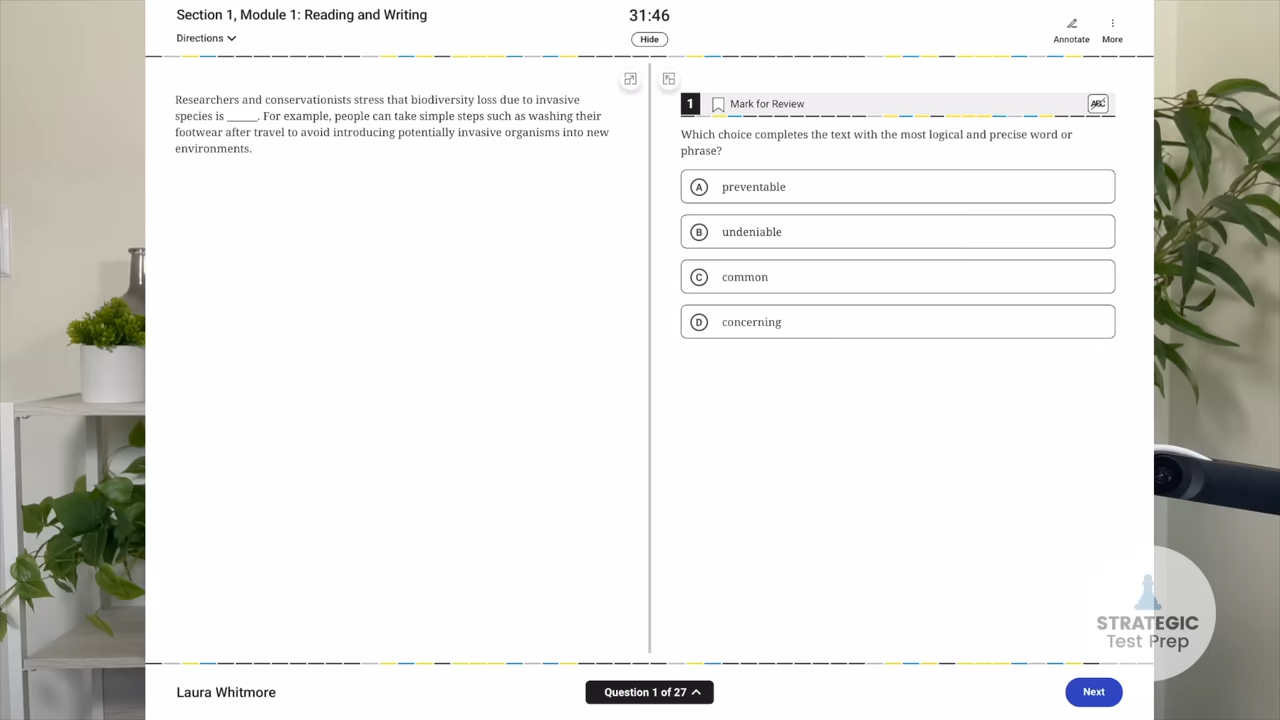 Section 1, Module 1: Reading and Writing
Directions
31:46
Hide
Annotate
More
Researchers and conservationists stress that biodiversity loss due to invasive
species is ______. For example, people can take simple steps such as washing their
footwear after travel to avoid introducing potentially invasive organisms into new
environments.
1
Mark for Review
ABC
Which choice completes the text with the most logical and precise word or
phrase?
A preventable
B undeniable
C common
D concerning
STRATEGIC
Test Prep
Laura Whitmore
Question 1 of 27
Next